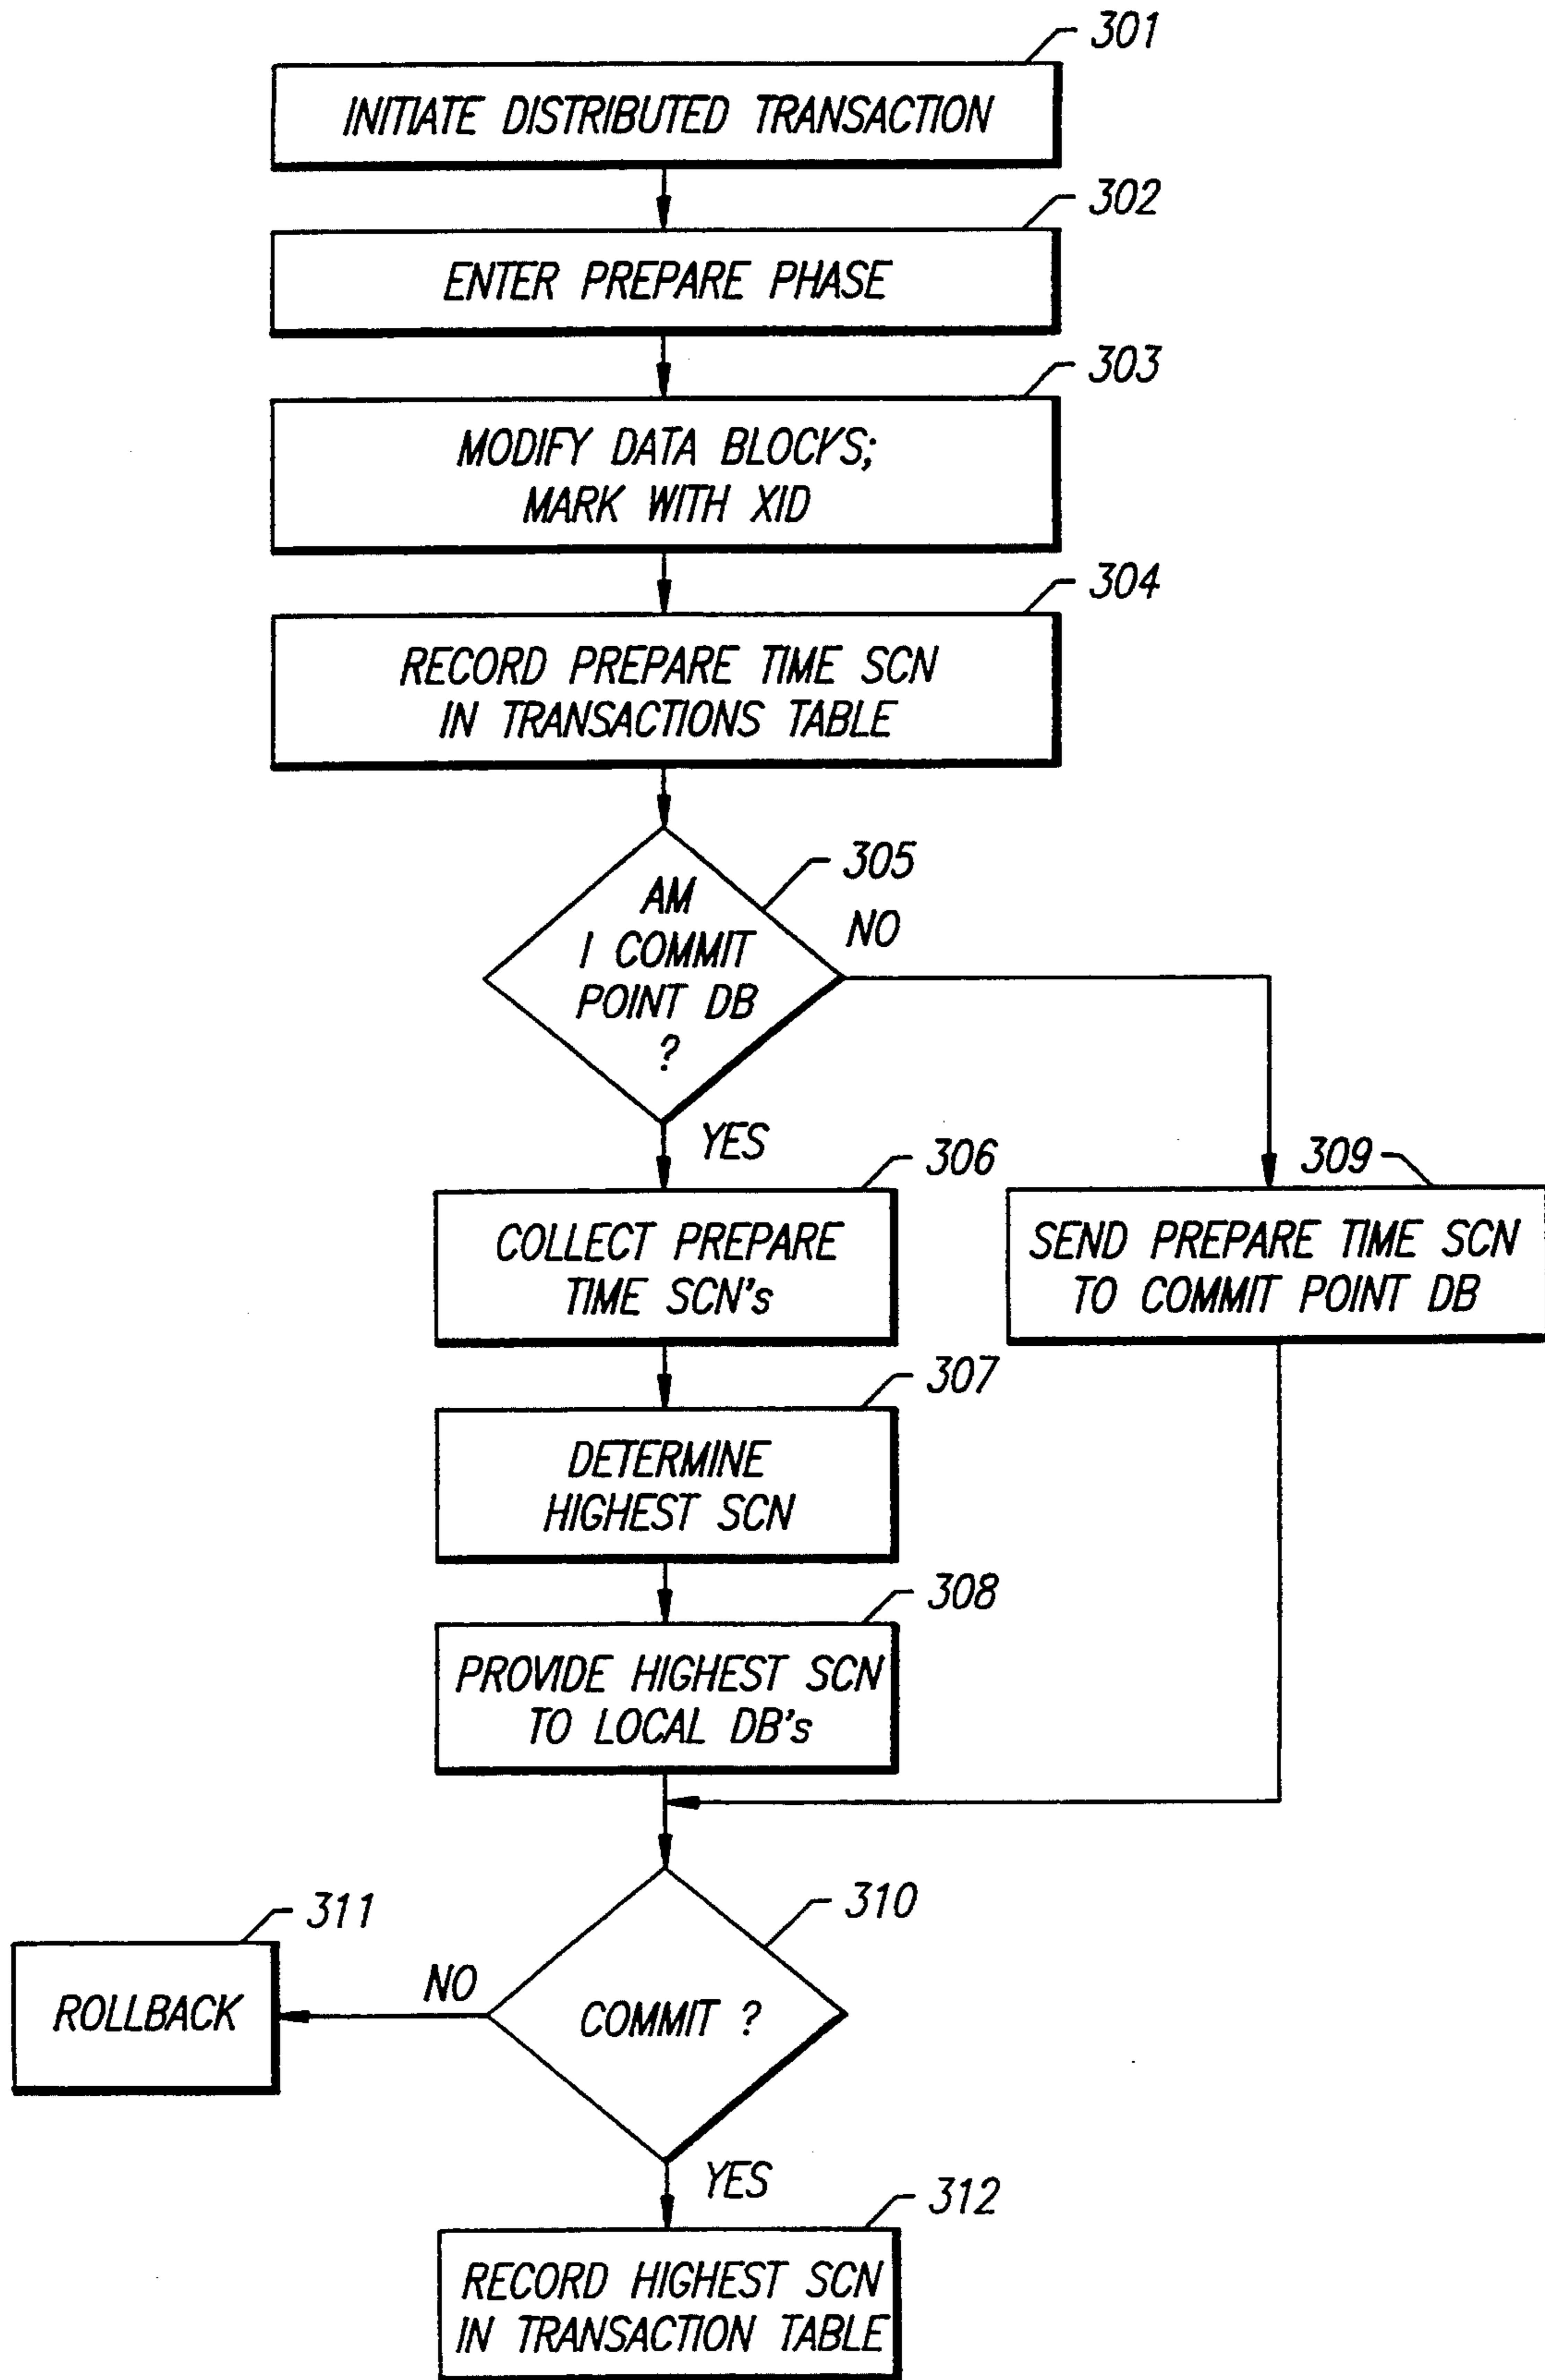 301
INITIATE DISTRIBUTED TRANSACTION
302
ENTER PREPARE PHASE
303
MODIFY DATA BLOCKS;
MARK WITH XID
304
RECORD PREPARE TIME SCN
IN TRANSACTIONS TABLE
305
AM
I COMMIT
POINT DB
?
NO
YES
306
COLLECT PREPARE
TIME SCN's
309
SEND PREPARE TIME SCN
TO COMMIT POINT DB
307
DETERMINE
HIGHEST SCN
308
PROVIDE HIGHEST SCN
TO LOCAL DB's
310
COMMIT ?
NO
311
ROLLBACK
YES
312
RECORD HIGHEST SCN
IN TRANSACTION TABLE